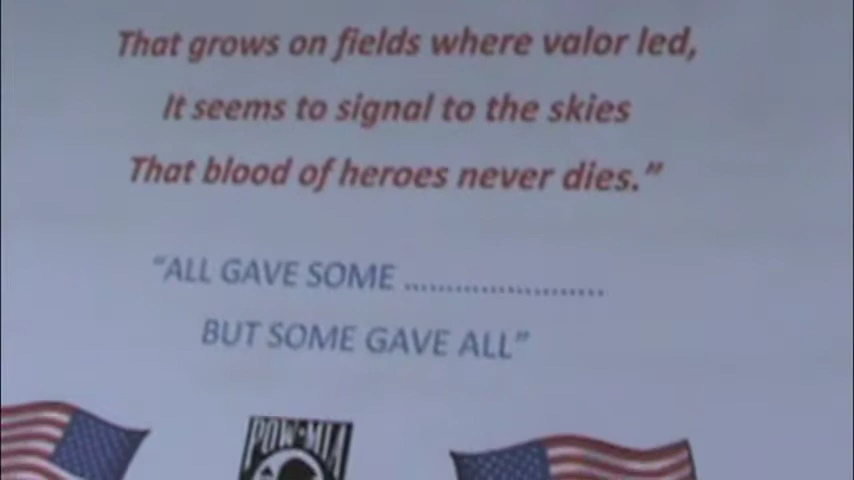 That grows on fields where valor led,
It seems to signal to the skies
That blood of heroes never dies.”
“ALL GAVE SOME .......................
BUT SOME GAVE ALL”
POW★MIA